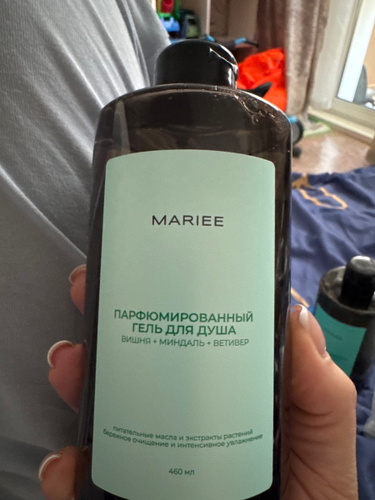 MARIEE
ПАРФЮМИРОВАННЫЙ
ГЕЛЬ ДЛЯ ДУША
ВИШНЯ + МИНДАЛЬ + ВЕТИВЕР
питательные масла и экстракты растений
бережное очищение и интенсивное увлажнение
460 мл